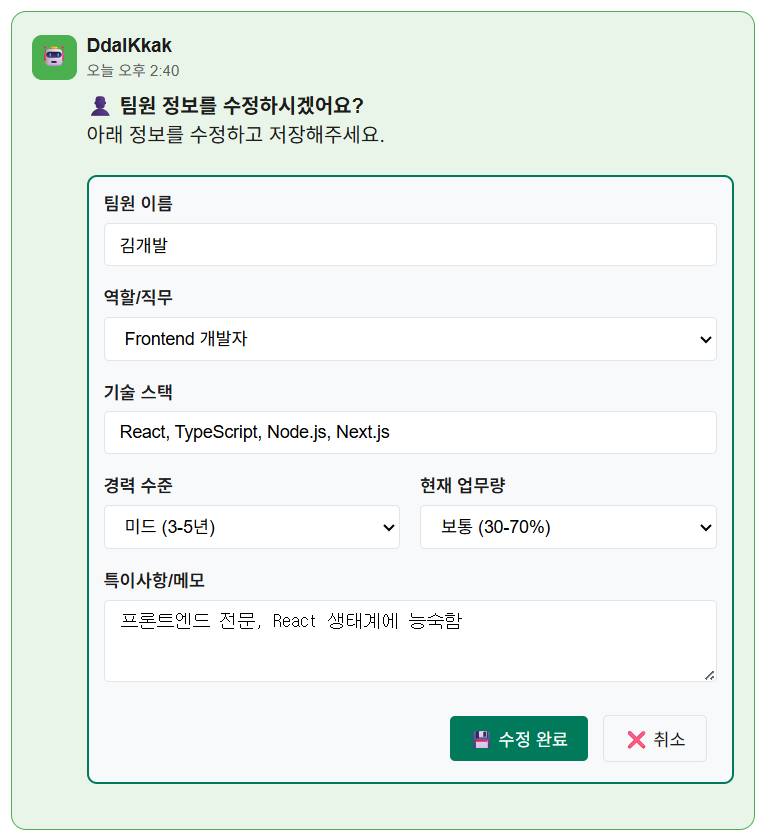 DdalKkak
오늘 오후 2:40
👤 팀원 정보를 수정하시겠어요?
아래 정보를 수정하고 저장해주세요.
팀원 이름
김개발
역할/직무
Frontend 개발자
기술 스택
React, TypeScript, Node.js, Next.js
경력 수준 현재 업무량
미드 (3-5년) 보통 (30-70%)
특이사항/메모
프론트엔드 전문, React 생태계에 능숙함
💾 수정 완료 ❌ 취소